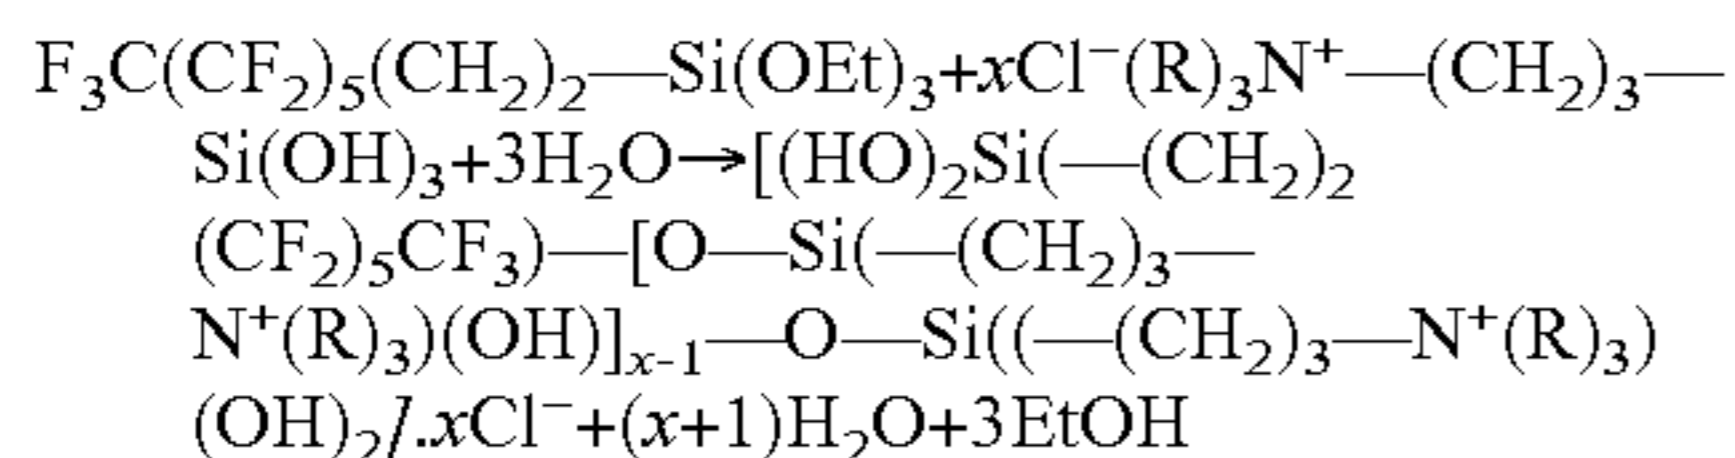 F₃C(CF₂)₅(CH₂)₂—Si(OEt)₃+xCl⁻(R)₃N⁺—(CH₂)₃—
Si(OH)₃+3H₂O→[(HO)₂Si(—(CH₂)₂
(CF₂)₅CF₃)—[O—Si(—(CH₂)₃—
N⁺(R)₃)(OH)]ₓ₋₁—O—Si((—(CH₂)₃—N⁺(R)₃)
(OH)₂/.xCl⁻+(x+1)H₂O+3EtOH